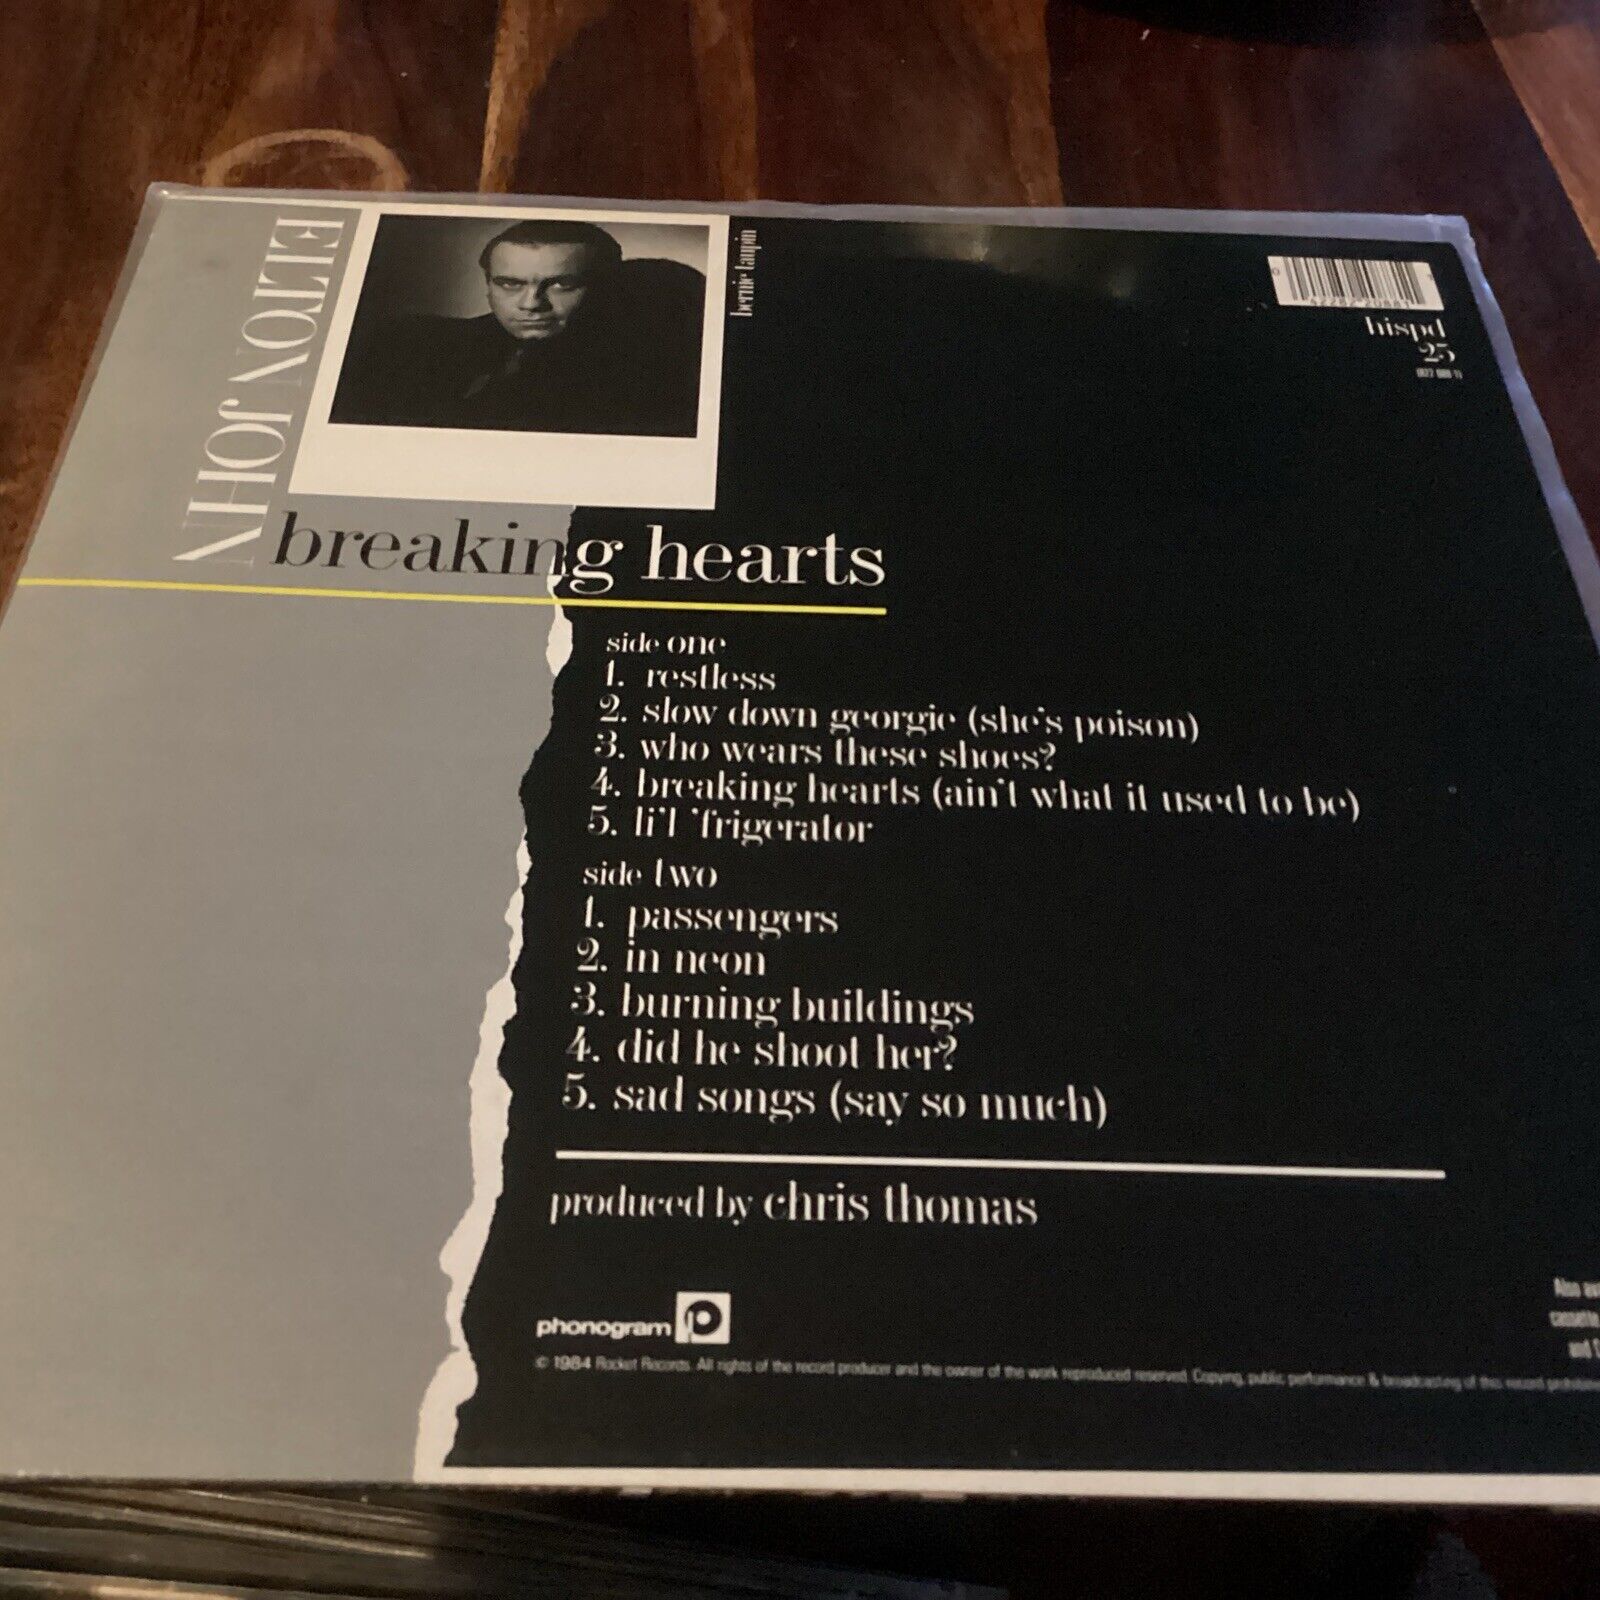 ELTON JOHN
bernie taupin
hispd
25
breaking hearts
side one
1. restless
2. slow down georgie (she's poison)
3. who wears these shoes?
4. breaking hearts (ain't what it used to be)
5. li'l 'frigerator
side two
1. passengers
2. in neon
3. burning buildings
4. did he shoot her?
5. sad songs (say so much)
produced by chris thomas
Also
cassette
and
phonogram
© 1984 Rocket Records. All rights of the record producer and the owner of the work reproduced reserved. Copying, public performance & broadcasting of this record